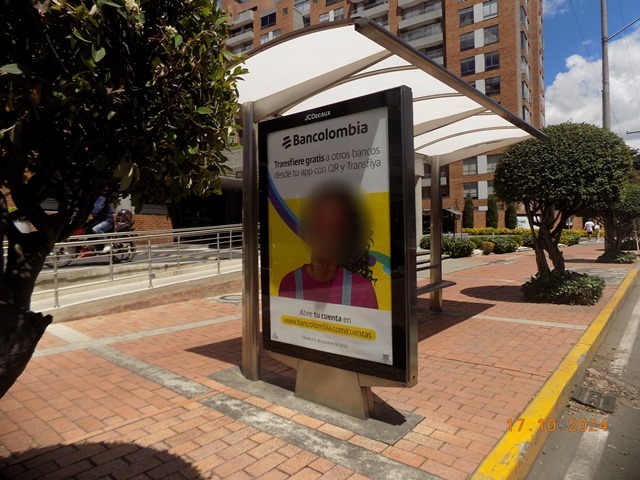 JCDecaux
Bancolombia
Transfiere gratis a otros bancos
desde tu app con QR y Transfiya
Abre tu cuenta en
www.bancolombia.com/cuentas
17.10.2024